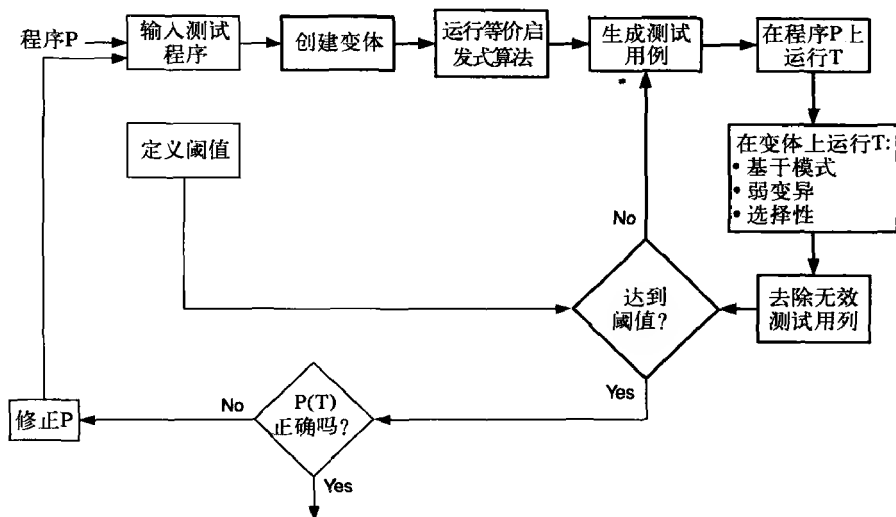 程序P
输入测试
程序
创建变体
运行等价启
发式算法
生成测试
用例
在程序P上
运行T
定义阈值
在变体上运行T:
• 基于模式
• 弱变异
• 选择性
No
达到
阈值?
去除无效
测试用列
Yes
P(T)
正确吗?
No
修正P
Yes